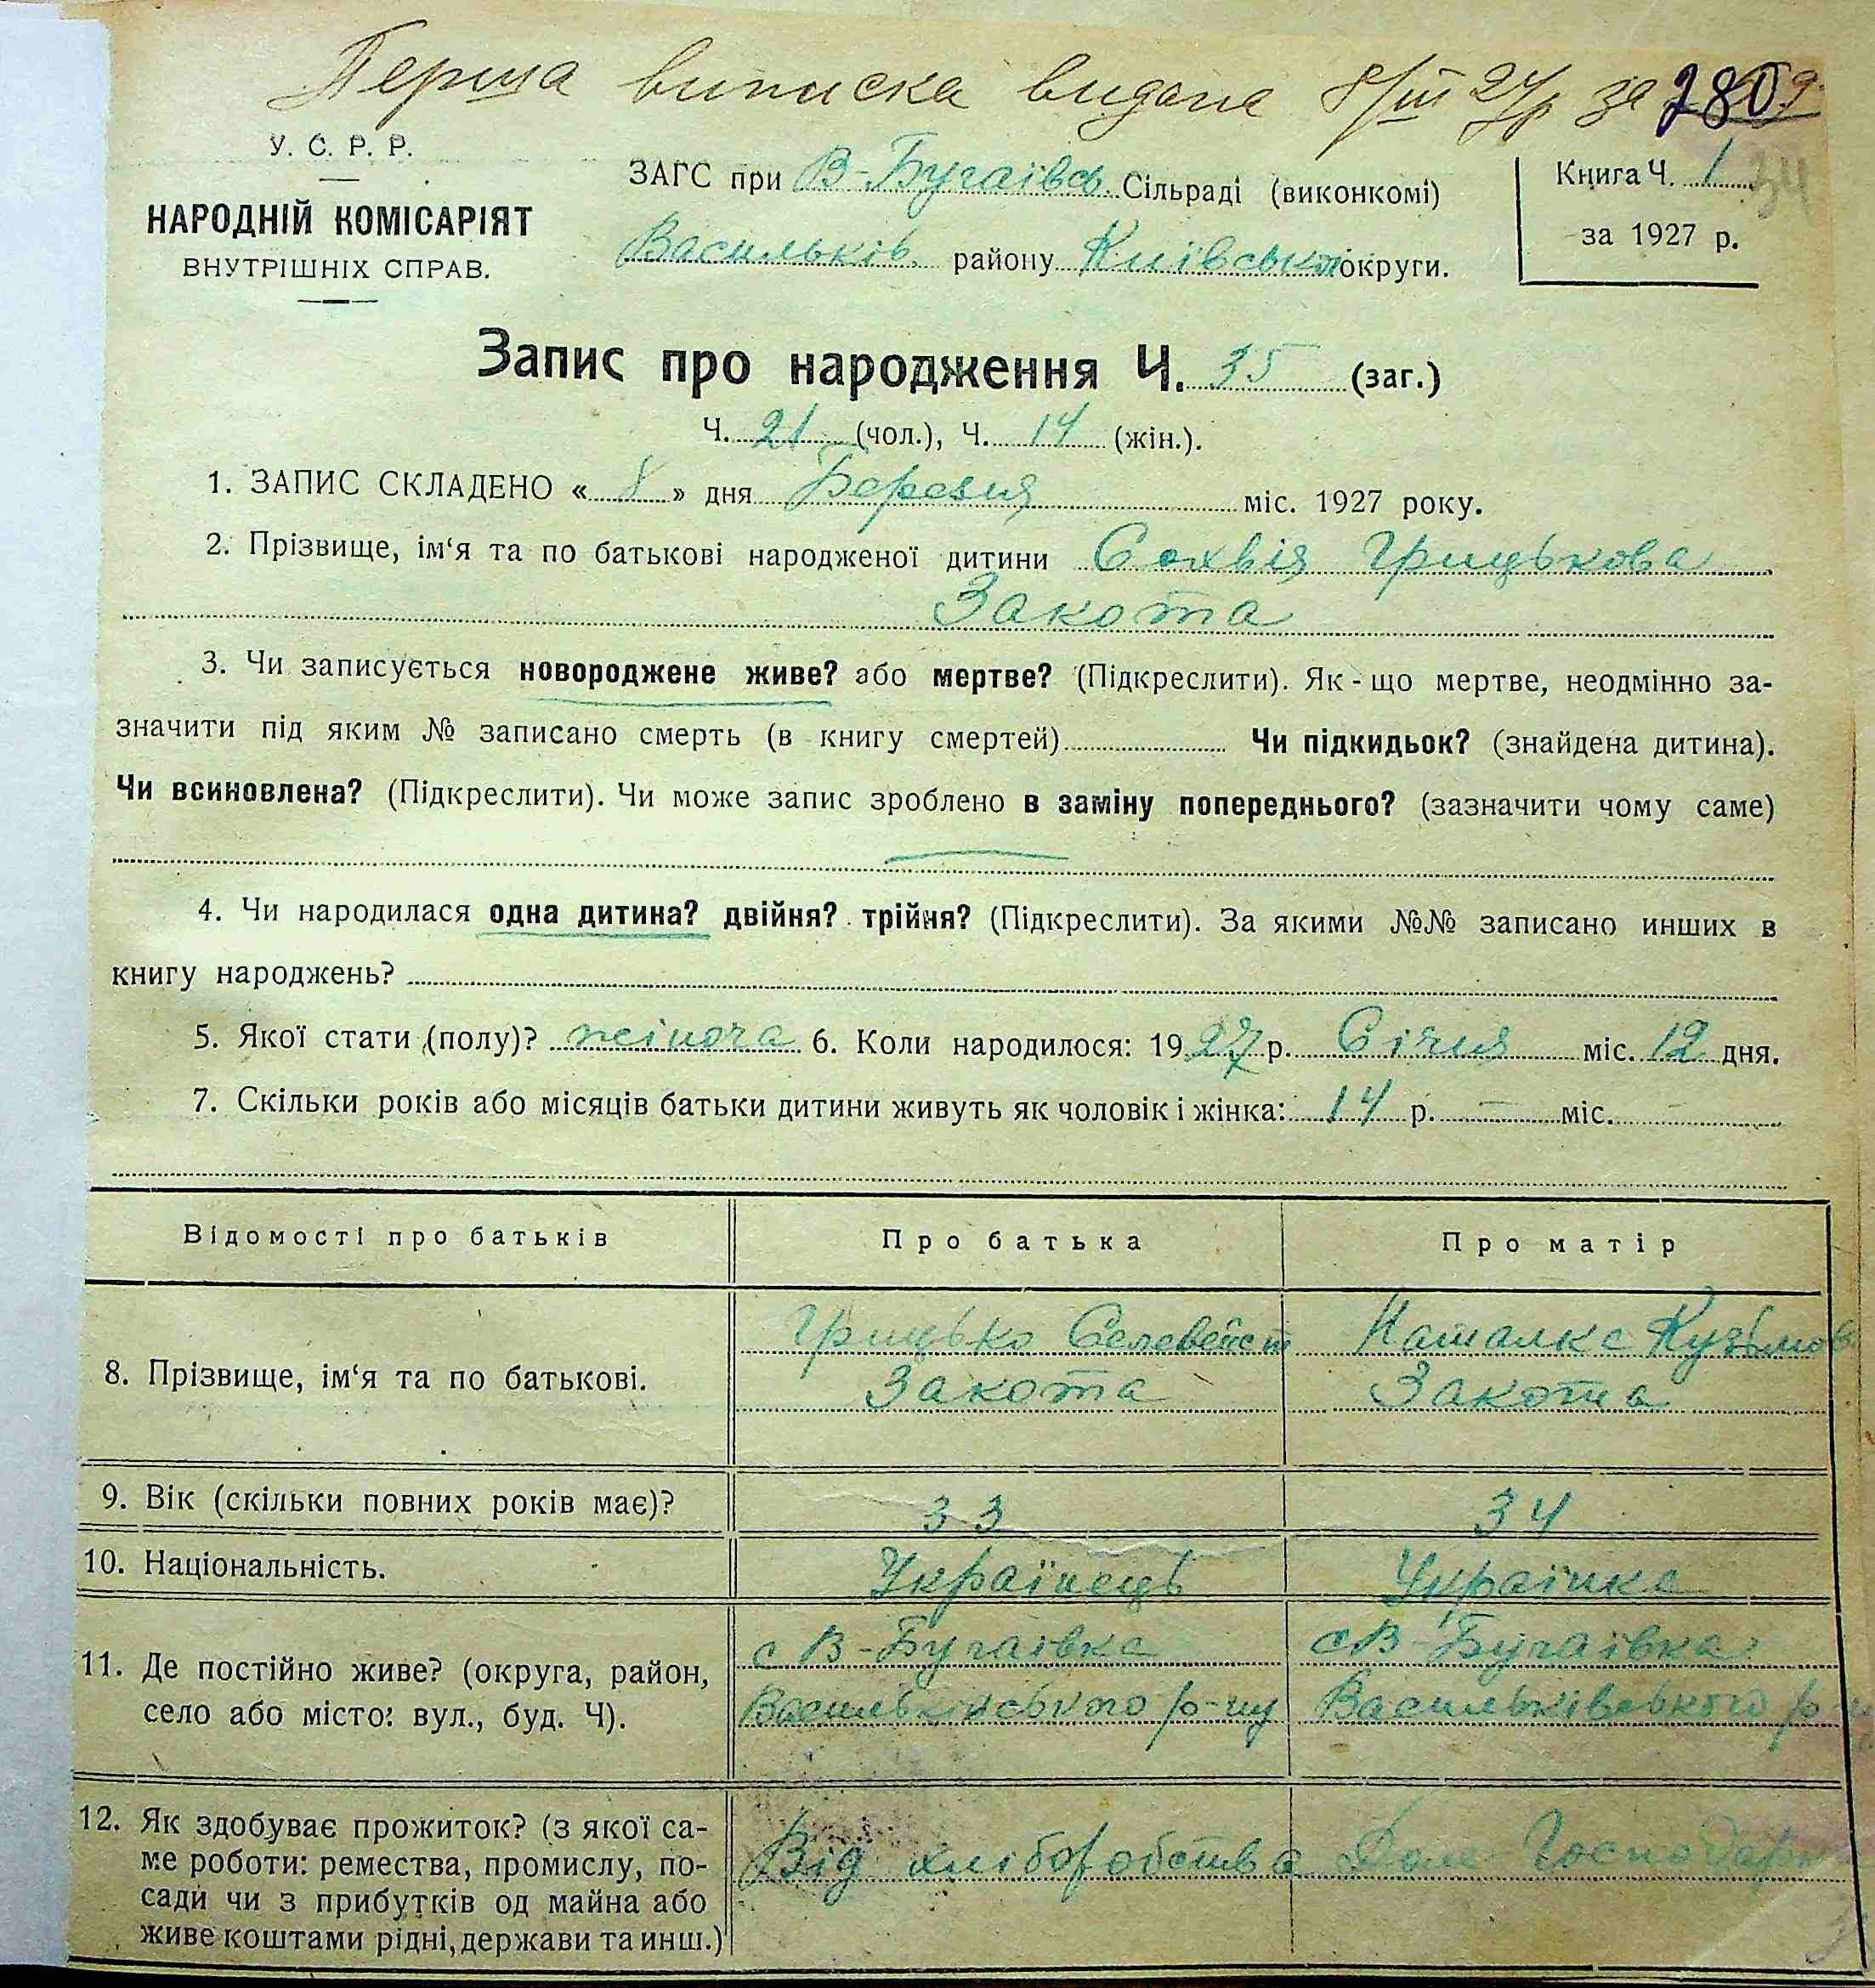 Перша виписка видана 8/III 27р за 280
У. С. Р. Р.
НАРОДНІЙ КОМІСАРІЯТ
ВНУТРІШНІХ СПРАВ.
ЗАГС при В-Бугаївсь. Сільраді (виконкомі)
Васильків. району Київської округи.
Книга Ч. 1
34
за 1927 р.
Запис про народження Ч. 35 (заг.)
Ч. 21 (чол.), Ч. 14 (жін.).
1. ЗАПИС СКЛАДЕНО « 8 » дня Березня міс. 1927 року.
2. Прізвище, ім‘я та по батькові народженої дитини Сохвія Грицькова
Закота
3. Чи записується новороджене живе? або мертве? (Підкреслити). Як-що мертве, неодмінно за-
значити під яким № записано смерть (в книгу смертей) Чи підкидьок? (знайдена дитина).
Чи всиновлена? (Підкреслити). Чи може запис зроблено в заміну попереднього? (зазначити чому саме)
4. Чи народилася одна дитина? двійня? трійня? (Підкреслити). За якими №№ записано инших в
книгу народжень?
5. Якої стати (полу)? жіноча 6. Коли народилося: 1927 р. Січня міс. 12 дня.
7. Скільки років або місяців батьки дитини живуть як чоловік і жінка: 14 р. — міс.
Відомості про батьків Про батька Про матір
8. Прізвище, ім‘я та по батькові.
Грицько Селевейст
Закота
Наталка Кузьмов
Закота
9. Вік (скільки повних років має)? 33 34
10. Національність. Українець Українка
11. Де постійно живе? (округа, район,
село або місто: вул., буд. Ч).
с В-Бугаївка
Васильківського р-ну
с В-Бугаївка
Васильківського р
12. Як здобуває прожиток? (з якої са-
ме роботи: ремества, промислу, по-
сади чи з прибутків од майна або
живе коштами рідні, держави та инш.)
Від хліборобства
Дом Господар